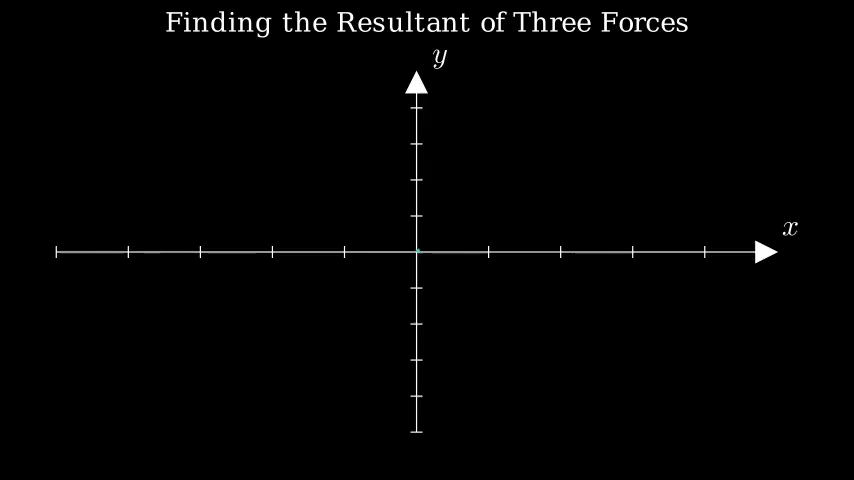 Finding the Resultant of Three Forces
y
x